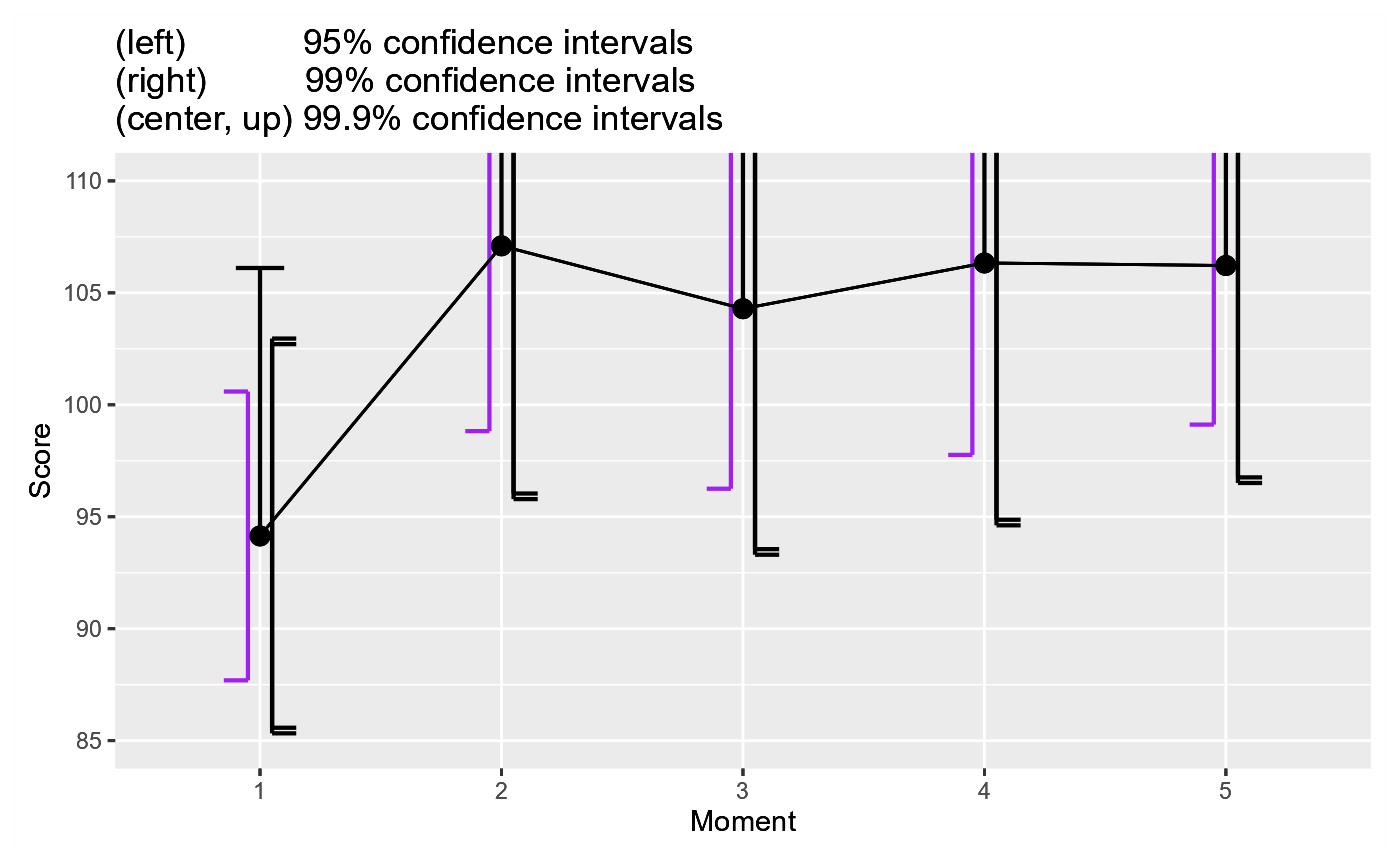 (left) 95% confidence intervals
(right) 99% confidence intervals
(center, up) 99.9% confidence intervals
110
105
100
95
90
85
Score
1 2 3 4 5
Moment